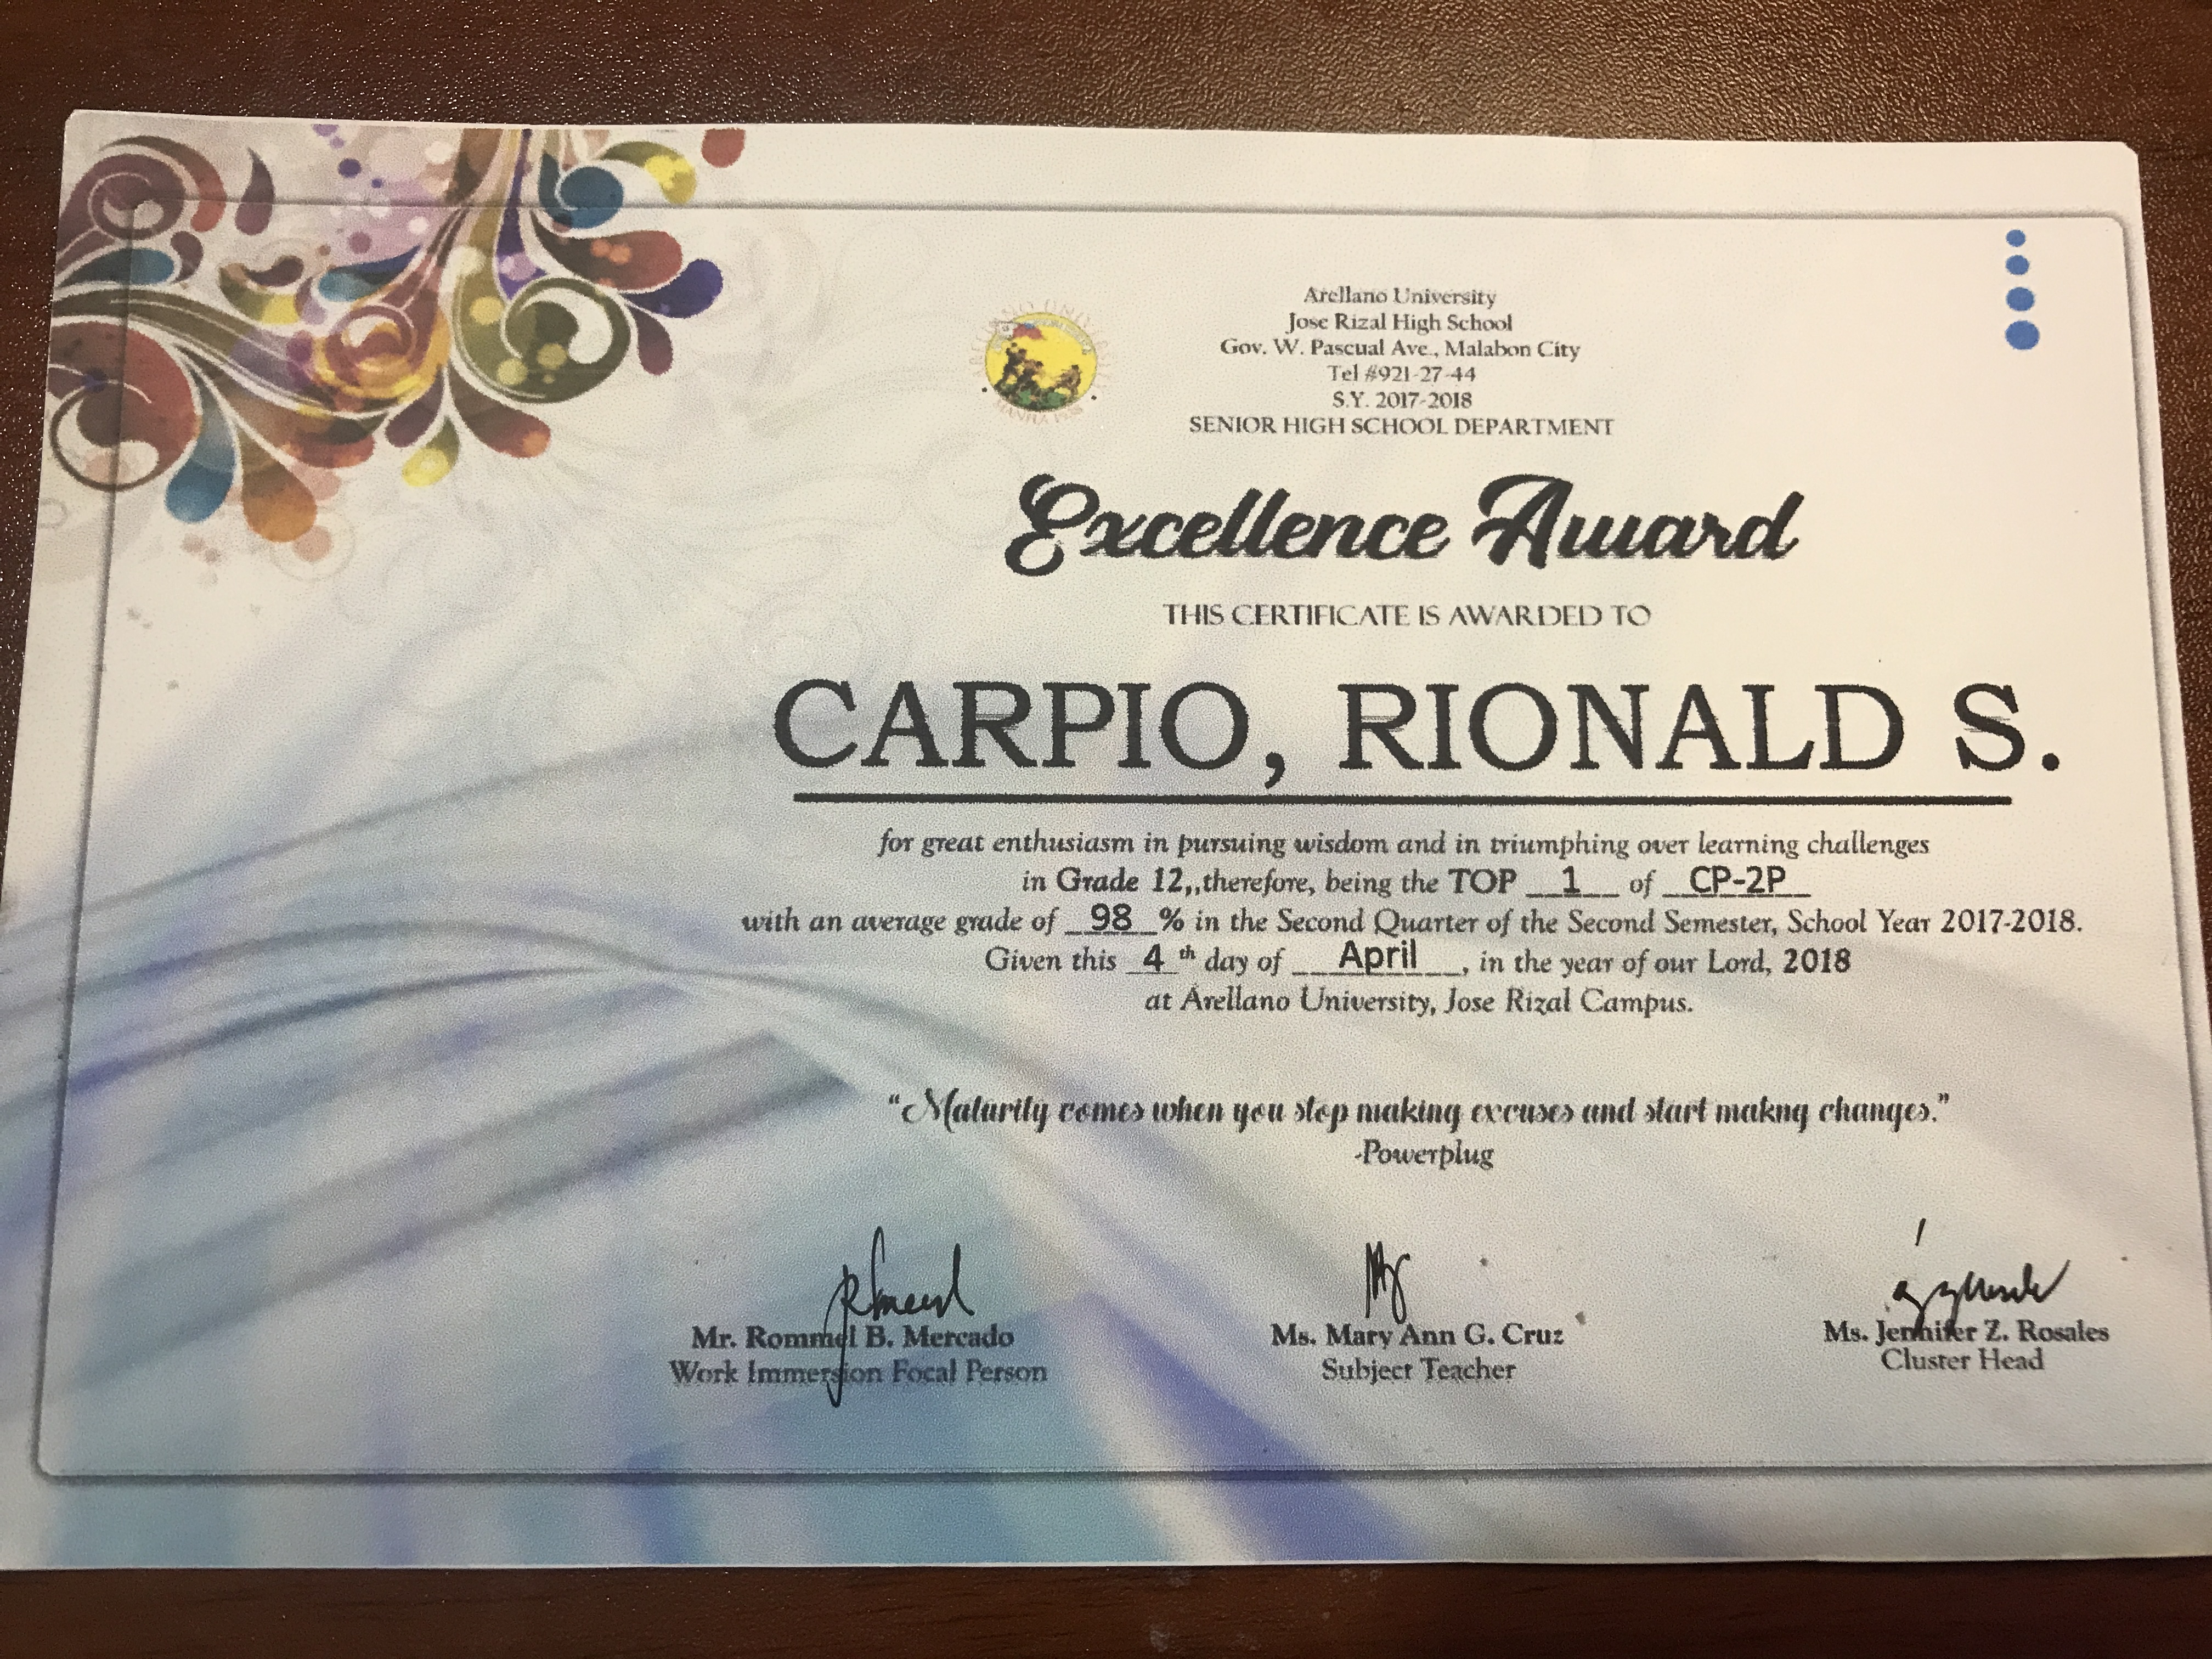 Arellano University
Jose Rizal High School
Gov. W. Pascual Ave., Malabon City
Tel #921-27-44
S.Y. 2017-2018
SENIOR HIGH SCHOOL DEPARTMENT
Excellence Award
THIS CERTIFICATE IS AWARDED TO
CARPIO, RIONALD S.
for great enthusiasm in pursuing wisdom and in triumphing over learning challenges
in Grade 12,,therefore, being the TOP 1 of CP-2P
with an average grade of 98 % in the Second Quarter of the Second Semester, School Year 2017-2018.
Given this 4 th day of April, in the year of our Lord, 2018
at Arellano University, Jose Rizal Campus.
"Maturity comes when you stop making excuses and start makng changes."
-Powerplug
Mr. Rommel B. Mercado Ms. Mary Ann G. Cruz Ms. Jennifer Z. Rosales
Work Immersion Focal Person Subject Teacher Cluster Head